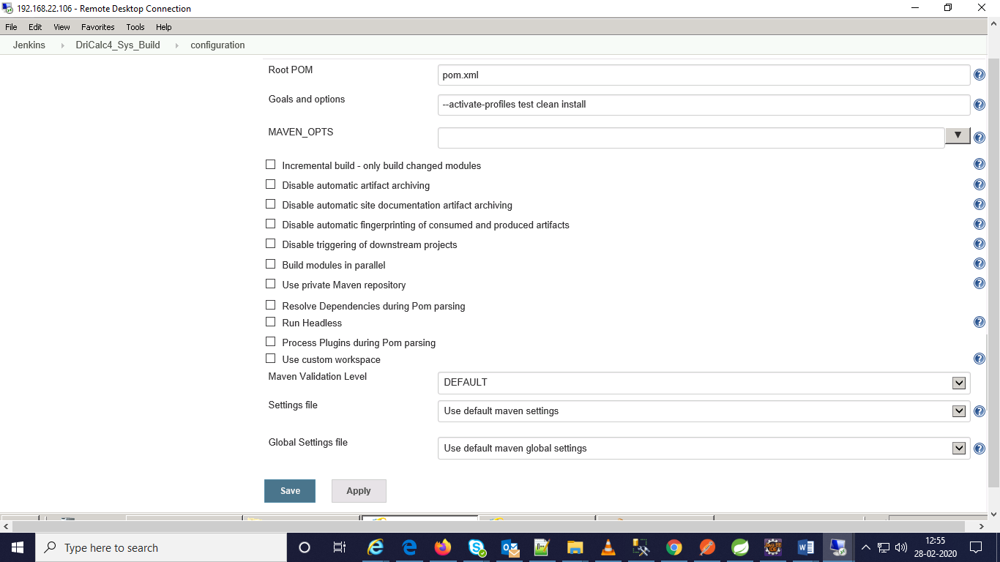 192.168.22.106 - Remote Desktop Connection
File Edit View Favorites Tools Help
Jenkins DriCalc4_Sys_Build configuration
Root POM
pom.xml
Goals and options
--activate-profiles test clean install
MAVEN_OPTS
Incremental build - only build changed modules
Disable automatic artifact archiving
Disable automatic site documentation artifact archiving
Disable automatic fingerprinting of consumed and produced artifacts
Disable triggering of downstream projects
Build modules in parallel
Use private Maven repository
Resolve Dependencies during Pom parsing
Run Headless
Process Plugins during Pom parsing
Use custom workspace
Maven Validation Level
DEFAULT
Settings file
Use default maven settings
Global Settings file
Use default maven global settings
Save Apply
Type here to search
12:55
28-02-2020